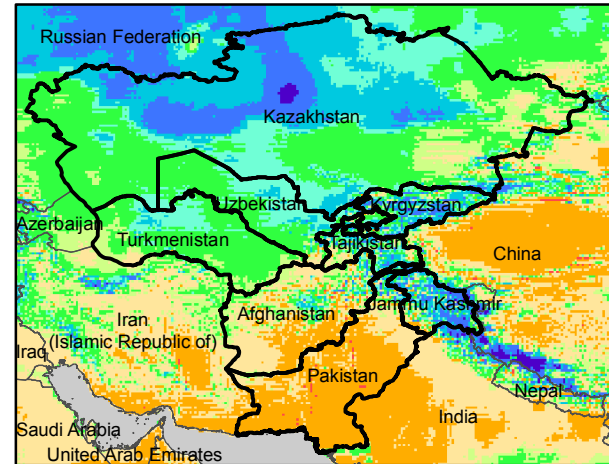 Russian Federation
Kazakhstan
Uzbekistan
Kyrgyzstan
Azerbaijan
Turkmenistan
Tajikistan
China
Afghanistan
Jammu Kashmir
Iran
(Islamic Republic of)
Iraq
Pakistan
Nepal
India
Saudi Arabia
United Arab Emirates